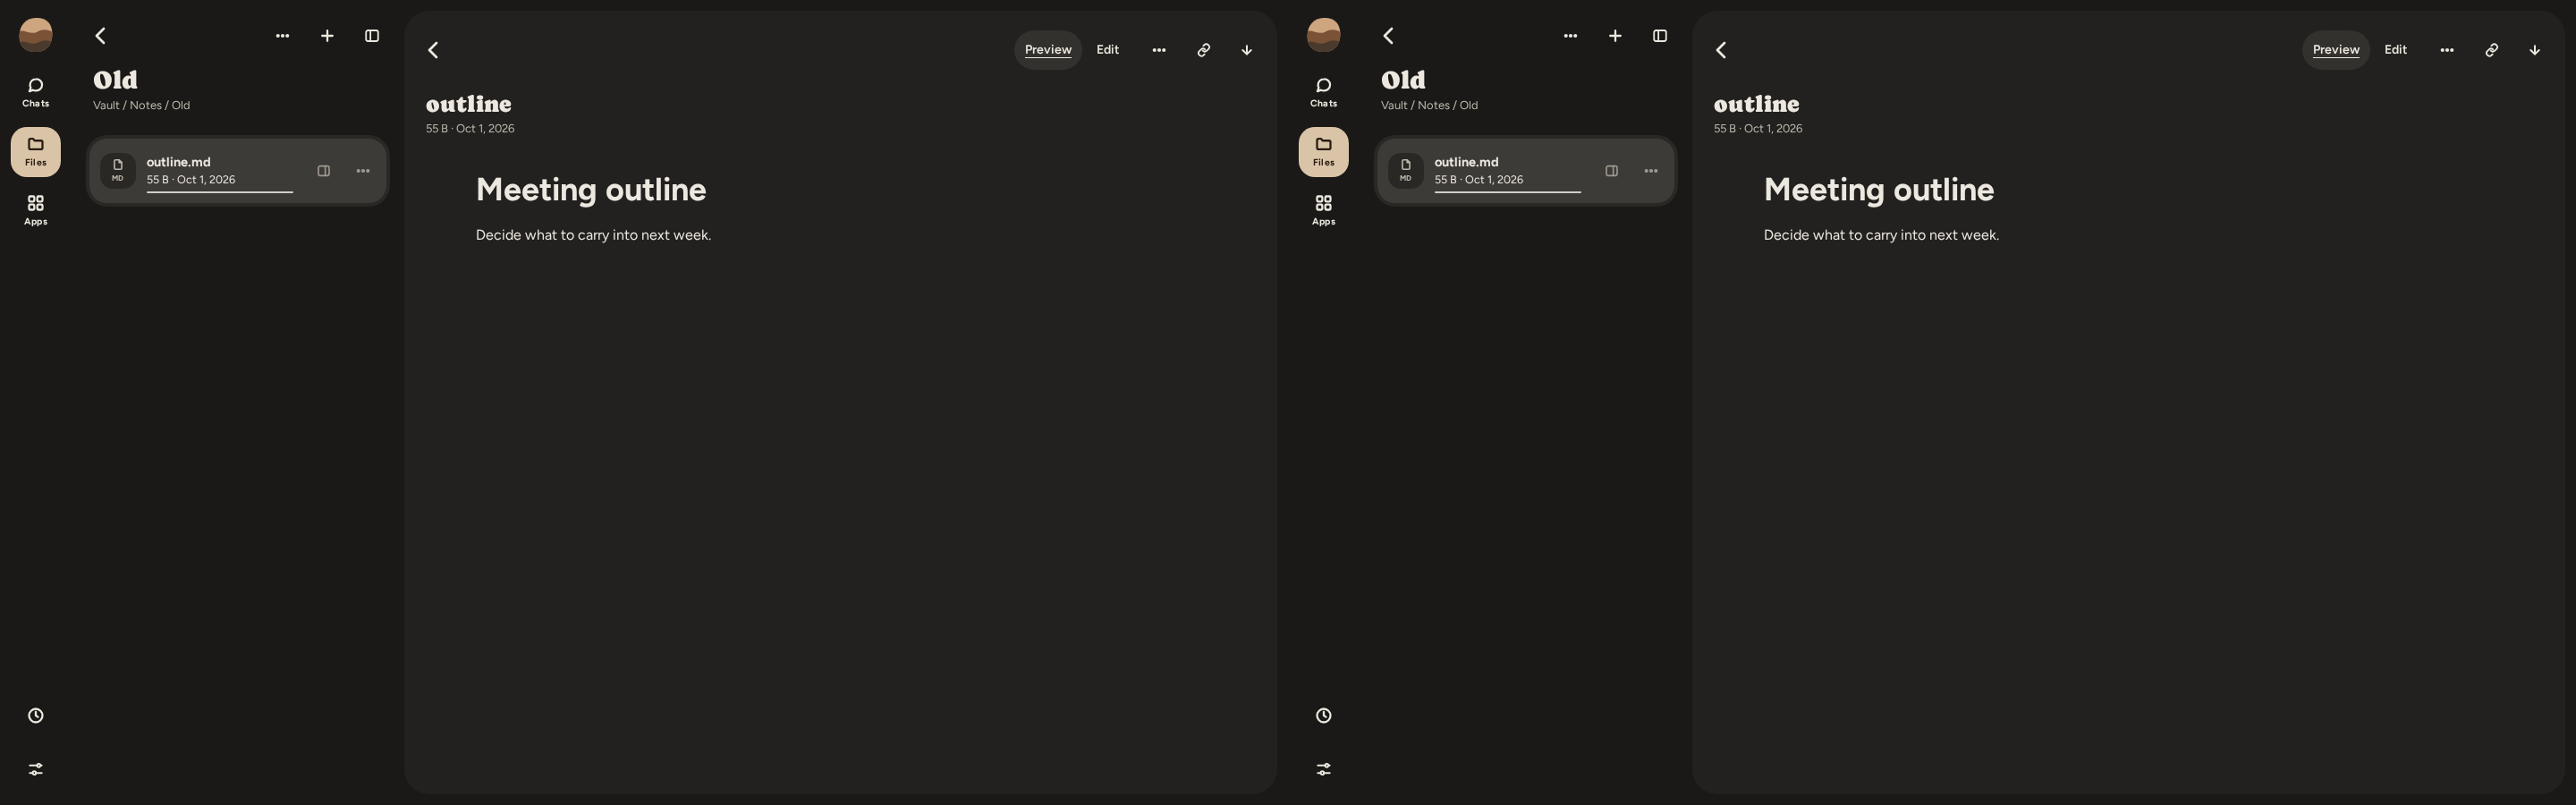 Chats
Files
Apps
Old
Vault / Notes / Old
MD
outline.md
55 B · Oct 1, 2026
Preview
Edit
outline
55 B · Oct 1, 2026
Meeting outline
Decide what to carry into next week.
Chats
Files
Apps
Old
Vault / Notes / Old
MD
outline.md
55 B · Oct 1, 2026
Preview
Edit
outline
55 B · Oct 1, 2026
Meeting outline
Decide what to carry into next week.